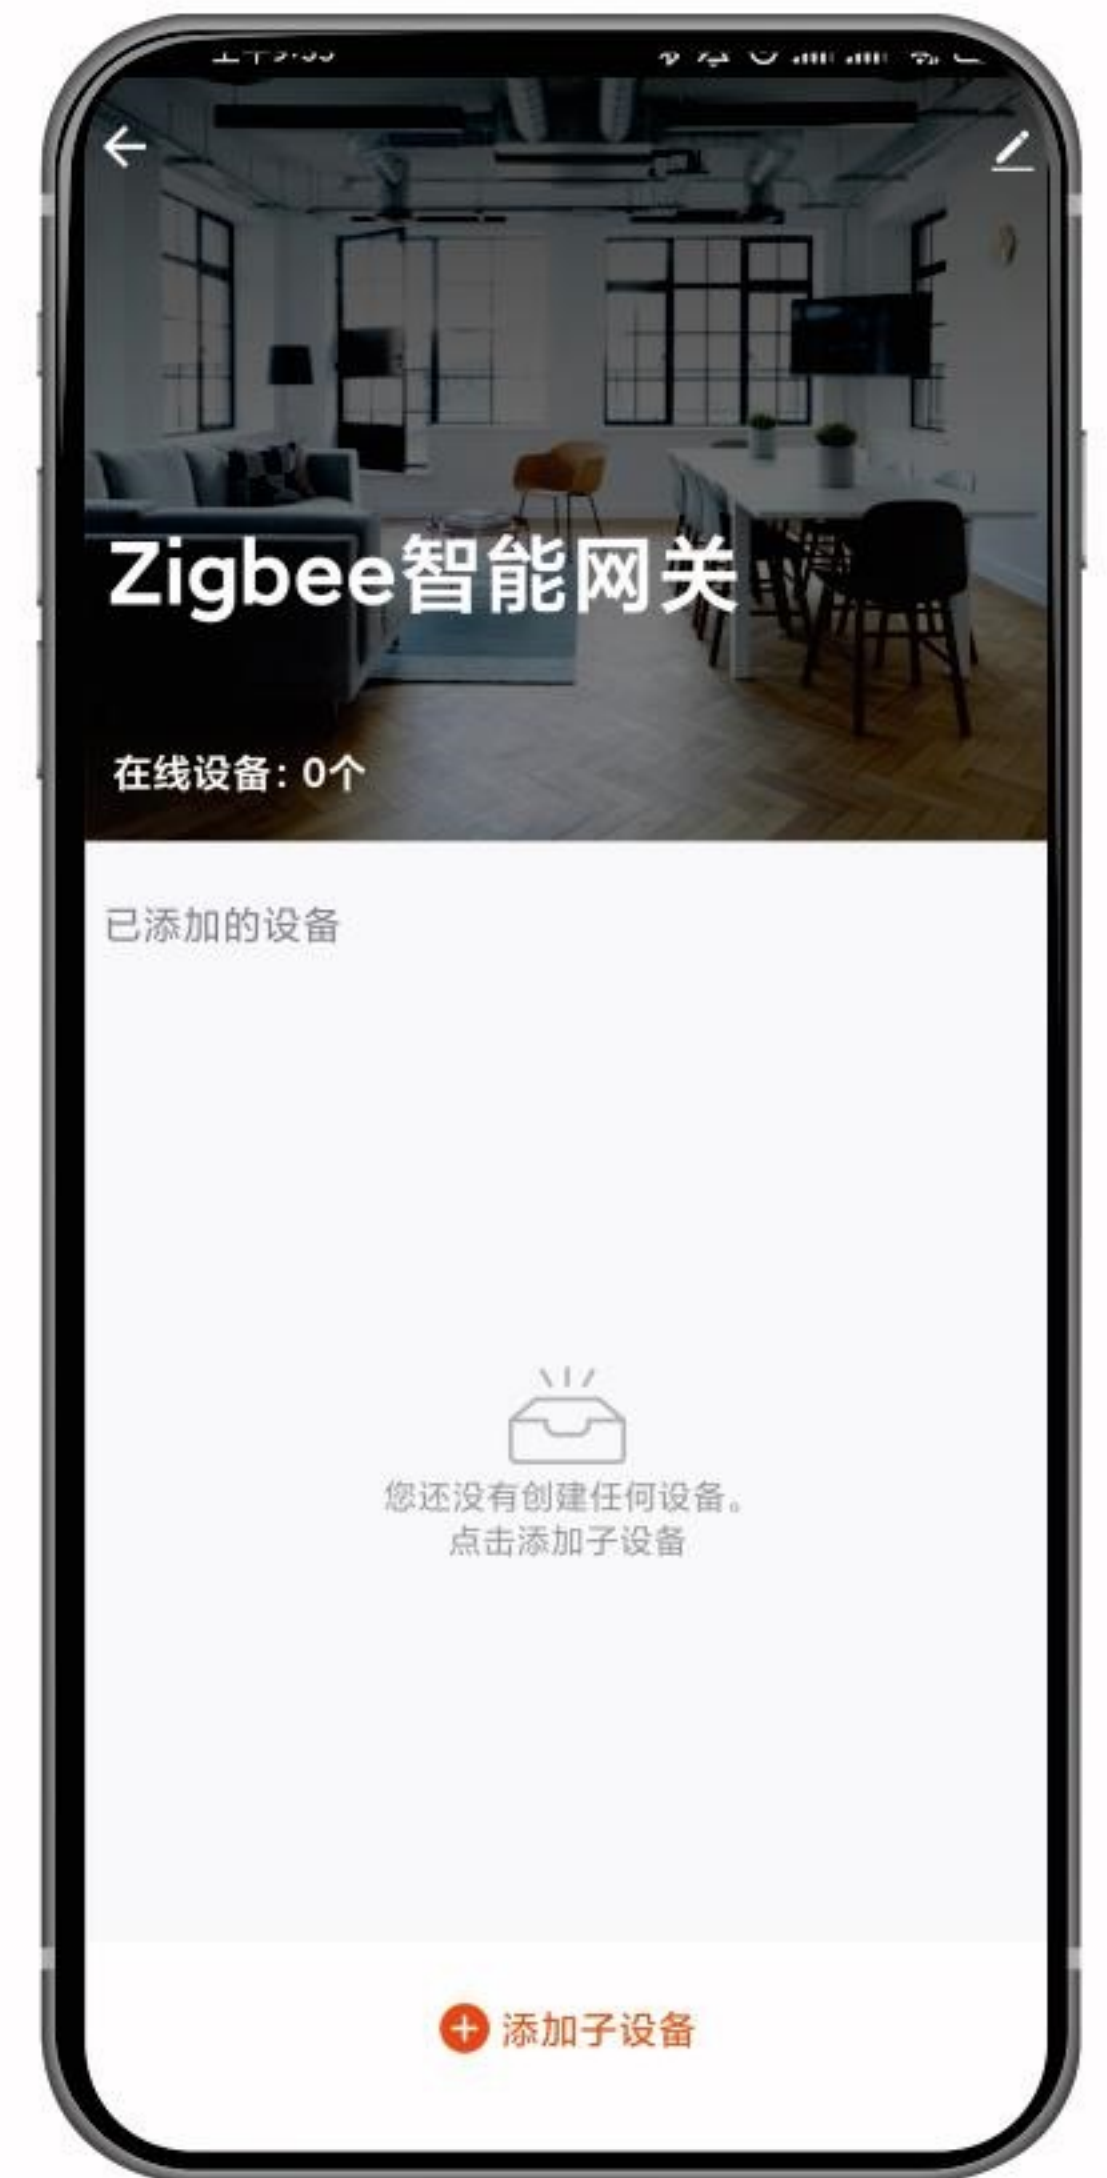 Zigbee智能网关
在线设备：0个
已添加的设备
您还没有创建任何设备。
点击添加子设备
添加子设备